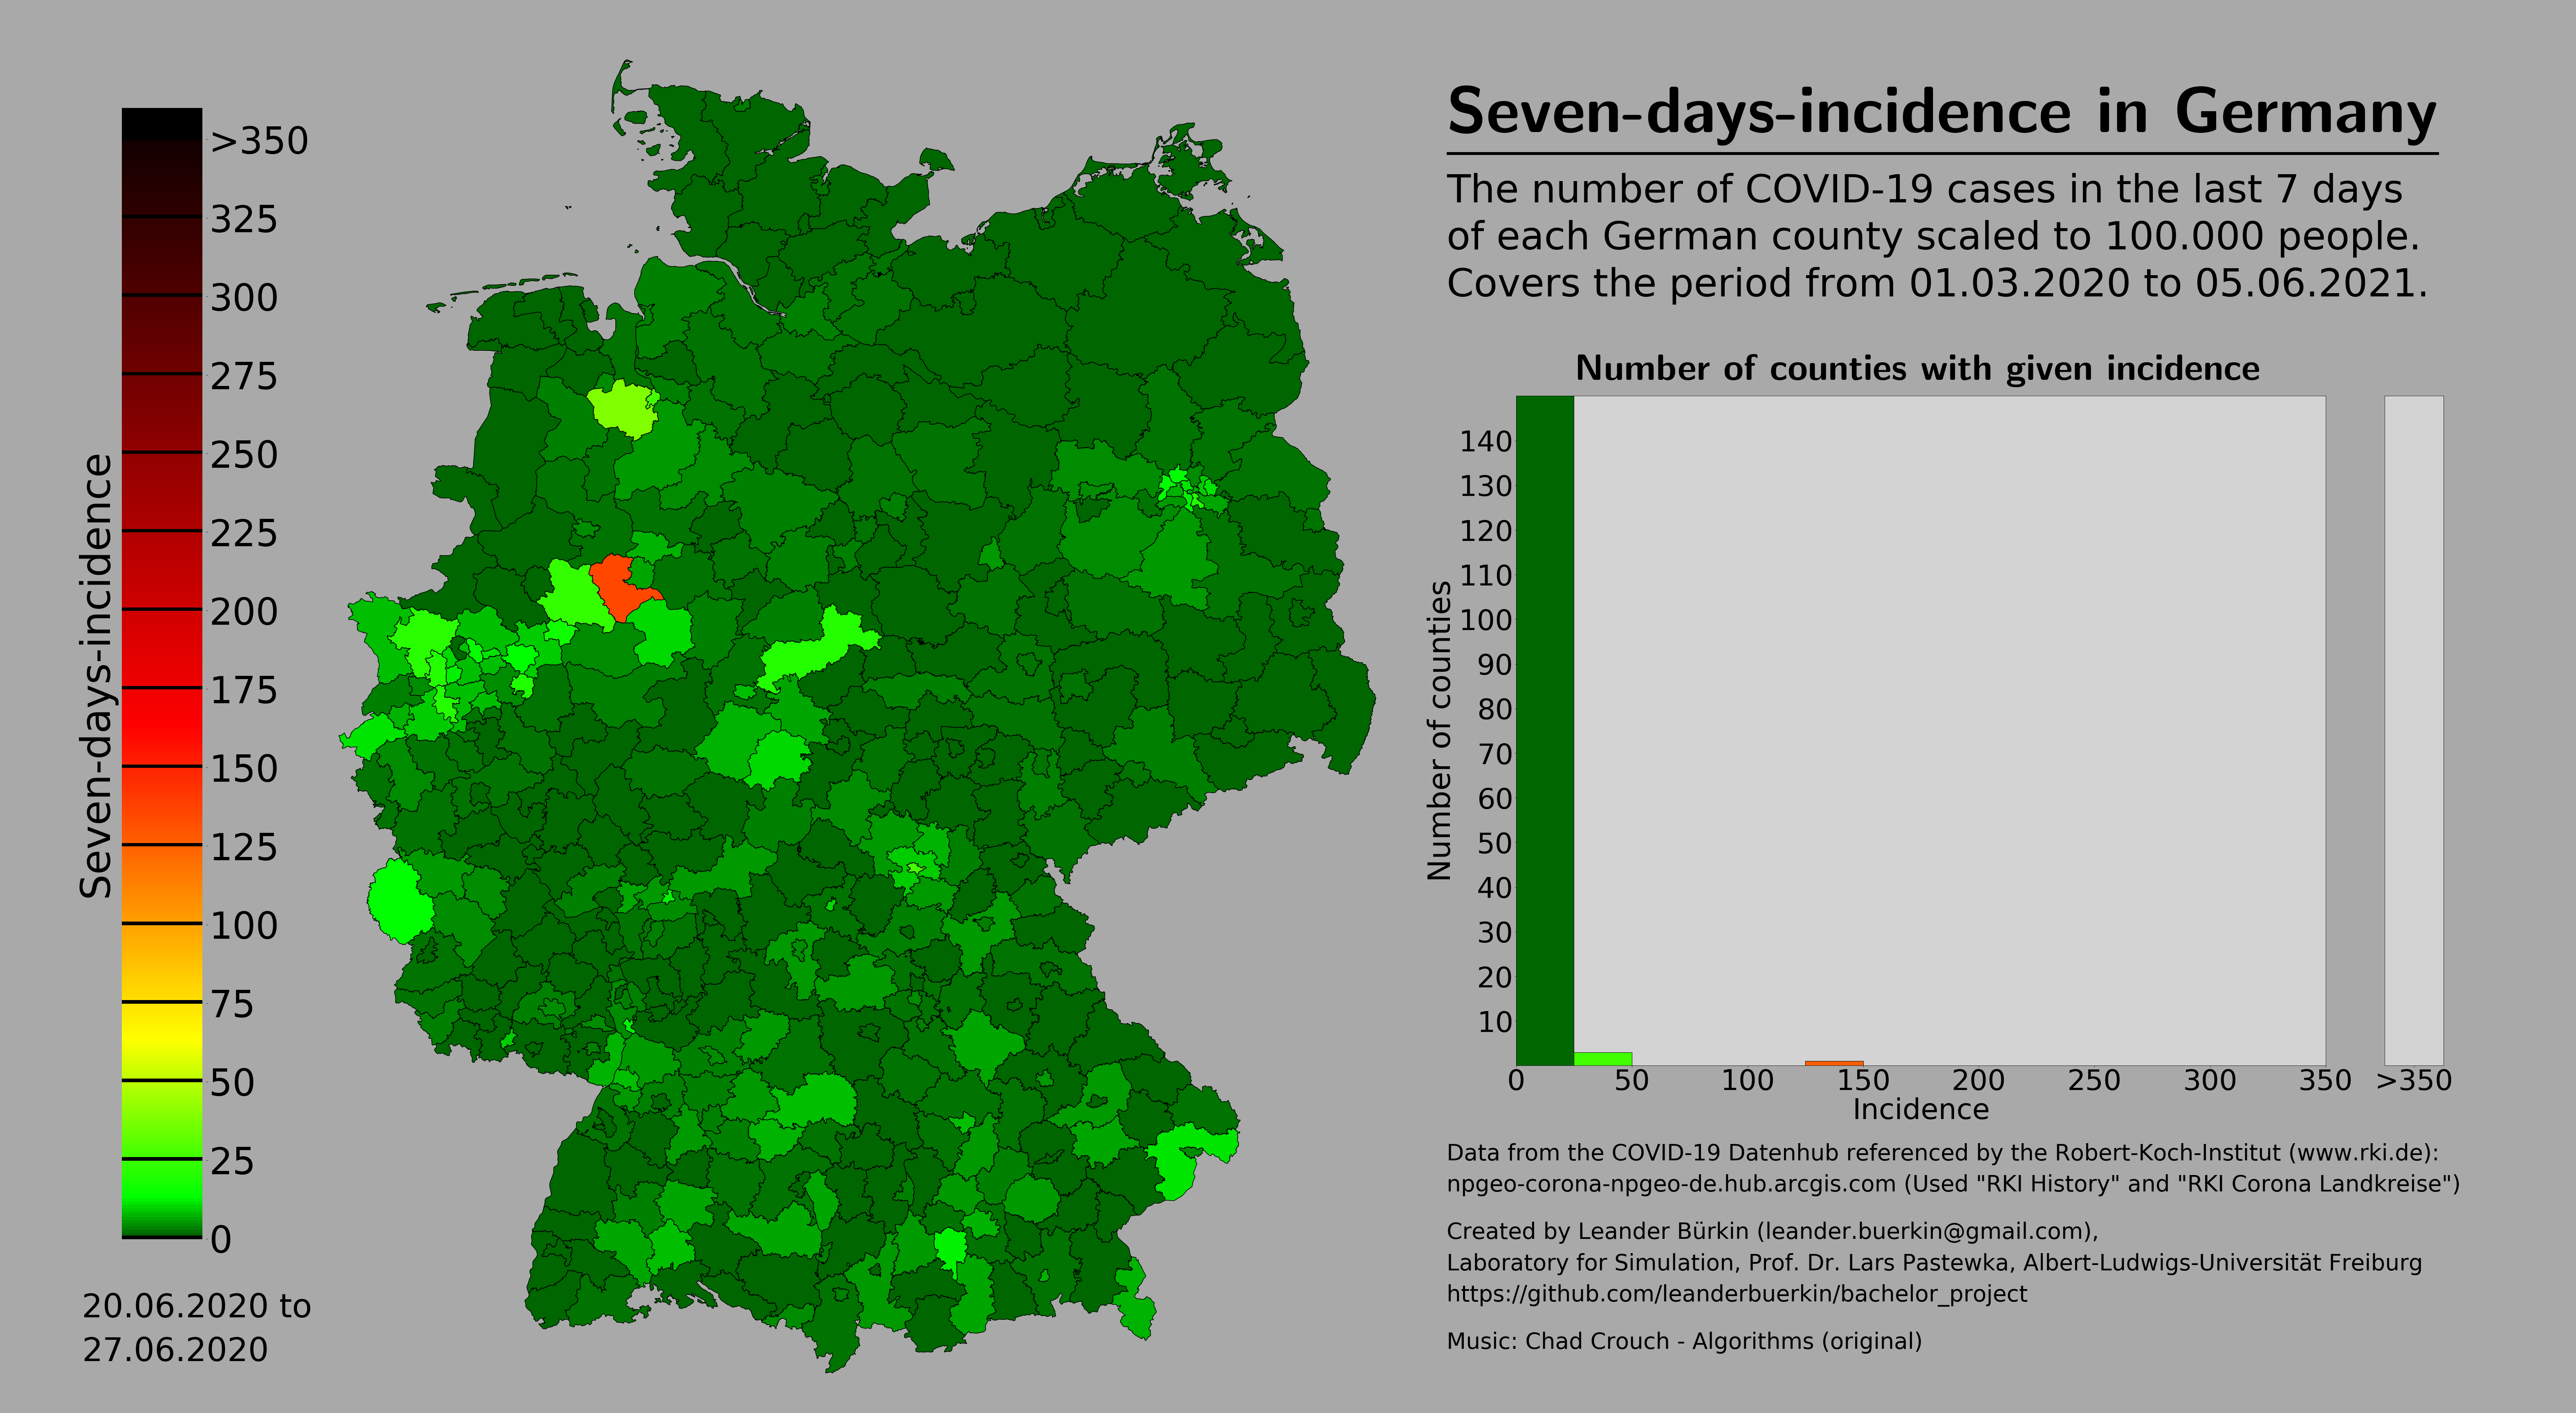 Seven-days-incidence
>350
325
300
275
250
225
200
175
150
125
100
75
50
25
0
20.06.2020 to
27.06.2020
Seven-days-incidence in Germany
The number of COVID-19 cases in the last 7 days
of each German county scaled to 100.000 people.
Covers the period from 01.03.2020 to 05.06.2021.
Number of counties with given incidence
Number of counties
140
130
120
110
100
90
80
70
60
50
40
30
20
10
0 50 100 150 200 250 300 350 >350
Incidence
Data from the COVID-19 Datenhub referenced by the Robert-Koch-Institut (www.rki.de):
npgeo-corona-npgeo-de.hub.arcgis.com (Used "RKI History" and "RKI Corona Landkreise")
Created by Leander Bürkin (leander.buerkin@gmail.com),
Laboratory for Simulation, Prof. Dr. Lars Pastewka, Albert-Ludwigs-Universität Freiburg
https://github.com/leanderbuerkin/bachelor_project
Music: Chad Crouch - Algorithms (original)